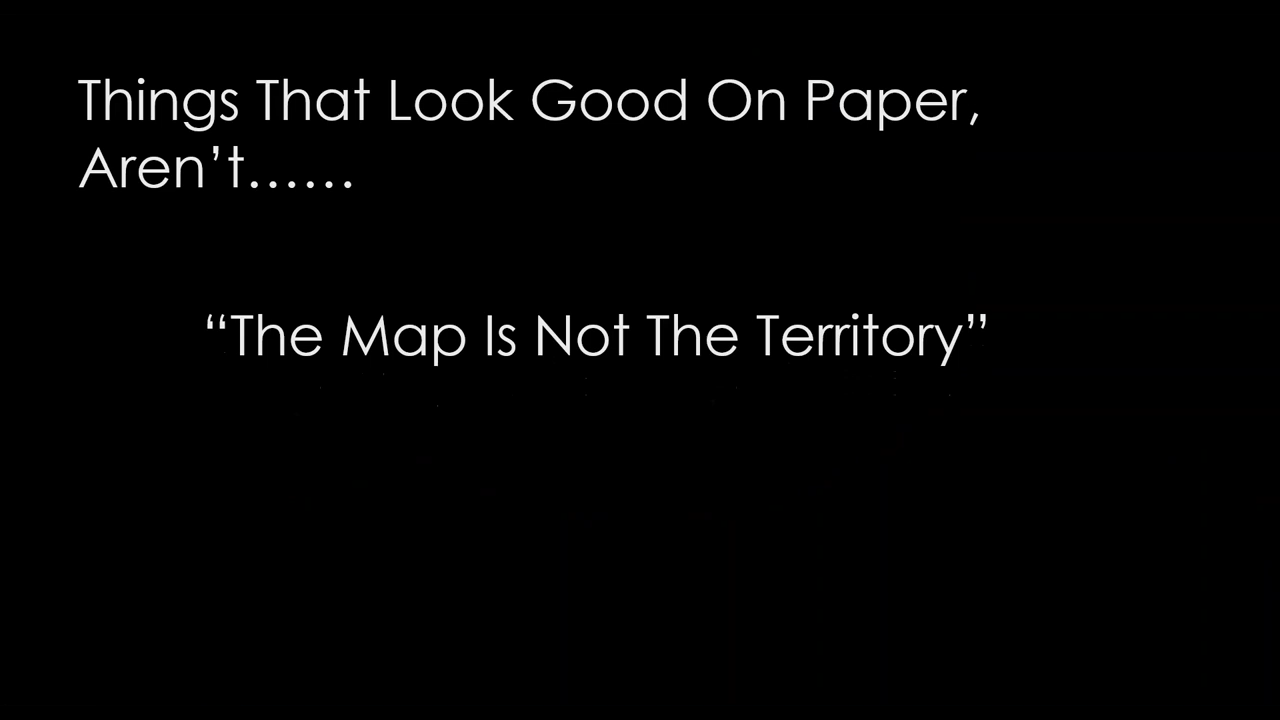 Things That Look Good On Paper,
Aren’t……
“The Map Is Not The Territory”